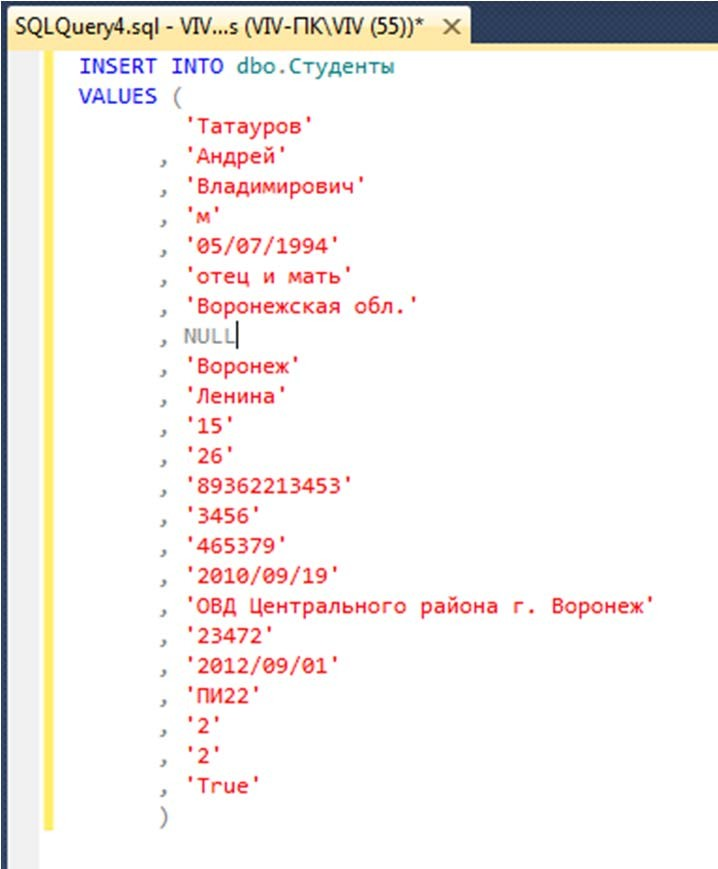 SQLQuery4.sql - VIV...s (VIV-ПК\VIV (55))* ✕
INSERT INTO dbo.Студенты
VALUES (
'Татауров'
, 'Андрей'
, 'Владимирович'
, 'м'
, '05/07/1994'
, 'отец и мать'
, 'Воронежская обл.'
, NULL
, 'Воронеж'
, 'Ленина'
, '15'
, '26'
, '89362213453'
, '3456'
, '465379'
, '2010/09/19'
, 'ОВД Центрального района г. Воронеж'
, '23472'
, '2012/09/01'
, 'ПИ22'
, '2'
, '2'
, 'True'
)